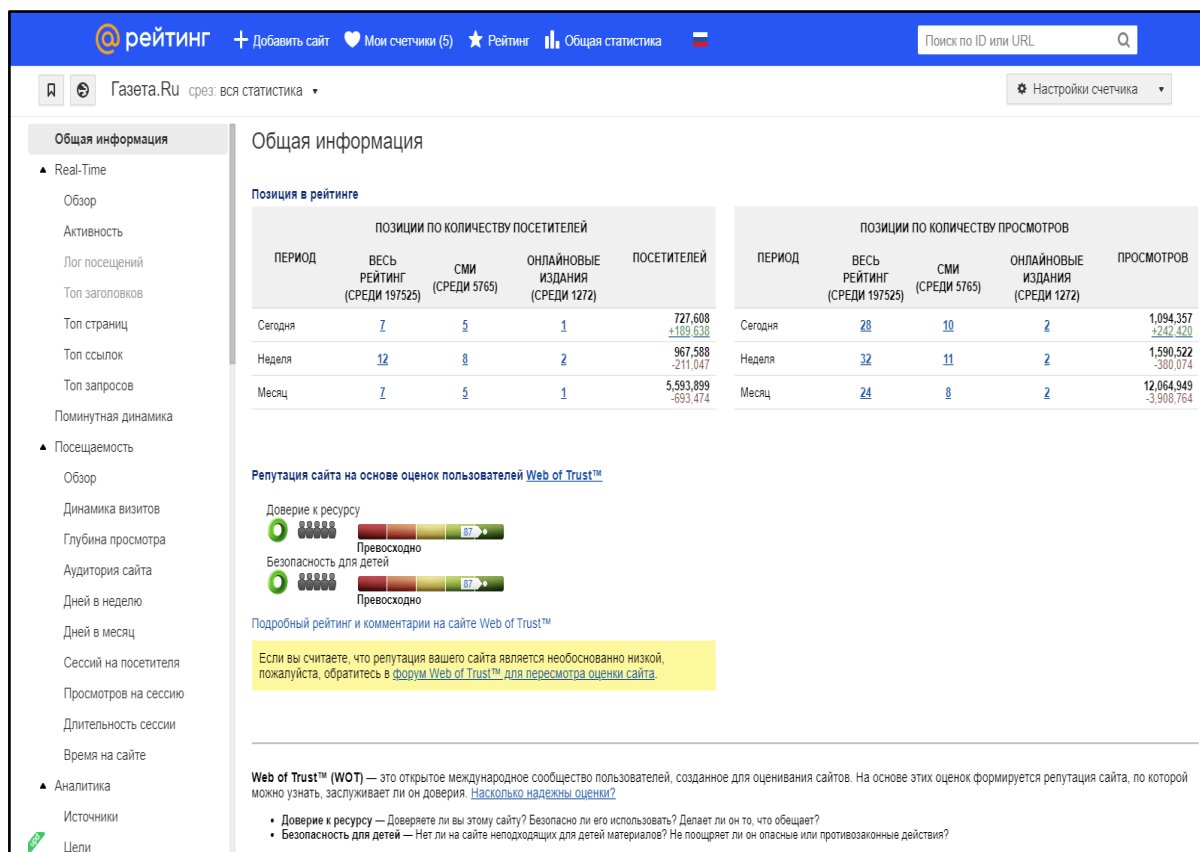 @ рейтинг Добавить сайт Мои счетчики (5) Рейтинг Общая статистика Поиск по ID или URL
Газета.Ru срез: вся статистика Настройки счетчика
Общая информация
Real-Time
Обзор
Активность
Лог посещений
Топ заголовков
Топ страниц
Топ ссылок
Топ запросов
Поминутная динамика
Посещаемость
Обзор
Динамика визитов
Глубина просмотра
Аудитория сайта
Дней в неделю
Дней в месяц
Сессий на посетителя
Просмотров на сессию
Длительность сессии
Время на сайте
Аналитика
Источники
Цели
Общая информация
Позиция в рейтинге
ПОЗИЦИИ ПО КОЛИЧЕСТВУ ПОСЕТИТЕЛЕЙ
ПЕРИОД ВЕСЬ РЕЙТИНГ (СРЕДИ 197525) СМИ (СРЕДИ 5765) ОНЛАЙНОВЫЕ ИЗДАНИЯ (СРЕДИ 1272) ПОСЕТИТЕЛЕЙ
Сегодня 7 5 1 727,608 +189,638
Неделя 12 8 2 967,588 -211,047
Месяц 7 5 1 5,593,899 -693,474
ПОЗИЦИИ ПО КОЛИЧЕСТВУ ПРОСМОТРОВ
ПЕРИОД ВЕСЬ РЕЙТИНГ (СРЕДИ 197525) СМИ (СРЕДИ 5765) ОНЛАЙНОВЫЕ ИЗДАНИЯ (СРЕДИ 1272) ПРОСМОТРОВ
Сегодня 28 10 2 1,094,357 +242,420
Неделя 32 11 2 1,590,522 -380,074
Месяц 24 8 2 12,064,949 -3,908,764
Репутация сайта на основе оценок пользователей Web of Trust™
Доверие к ресурсу
87
Превосходно
Безопасность для детей
87
Превосходно
Подробный рейтинг и комментарии на сайте Web of Trust™
Если вы считаете, что репутация вашего сайта является необоснованно низкой,
пожалуйста, обратитесь в форум Web of Trust™ для пересмотра оценки сайта.
Web of Trust™ (WOT) — это открытое международное сообщество пользователей, созданное для оценивания сайтов. На основе этих оценок формируется репутация сайта, по которой
можно узнать, заслуживает ли он доверия. Насколько надежны оценки?
• Доверие к ресурсу — Доверяете ли вы этому сайту? Безопасно ли его использовать? Делает ли он то, что обещает?
• Безопасность для детей — Нет ли на сайте неподходящих для детей материалов? Не поощряет ли он опасные или противозаконные действия?